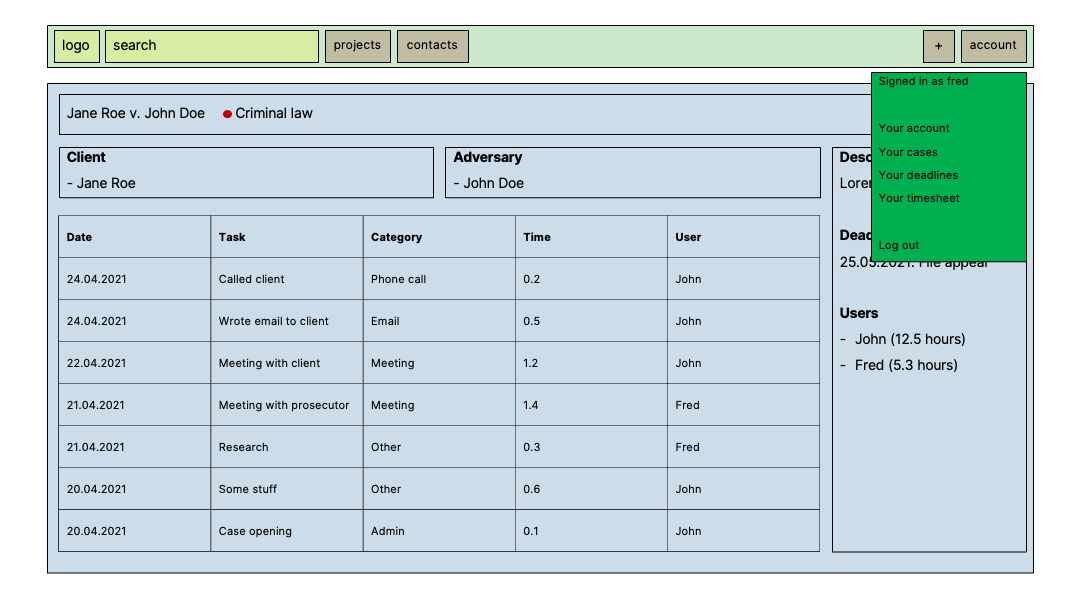 logo search projects contacts + account
Signed in as fred
Your account
Your cases
Your deadlines
Your timesheet
Log out
Jane Roe v. John Doe Criminal law
Client
- Jane Roe
Adversary
- John Doe
Date Task Category Time User
24.04.2021 Called client Phone call 0.2 John
24.04.2021 Wrote email to client Email 0.5 John
22.04.2021 Meeting with client Meeting 1.2 John
21.04.2021 Meeting with prosecutor Meeting 1.4 Fred
21.04.2021 Research Other 0.3 Fred
20.04.2021 Some stuff Other 0.6 John
20.04.2021 Case opening Admin 0.1 John
25.05.2021: File appeal
Users
- John (12.5 hours)
- Fred (5.3 hours)